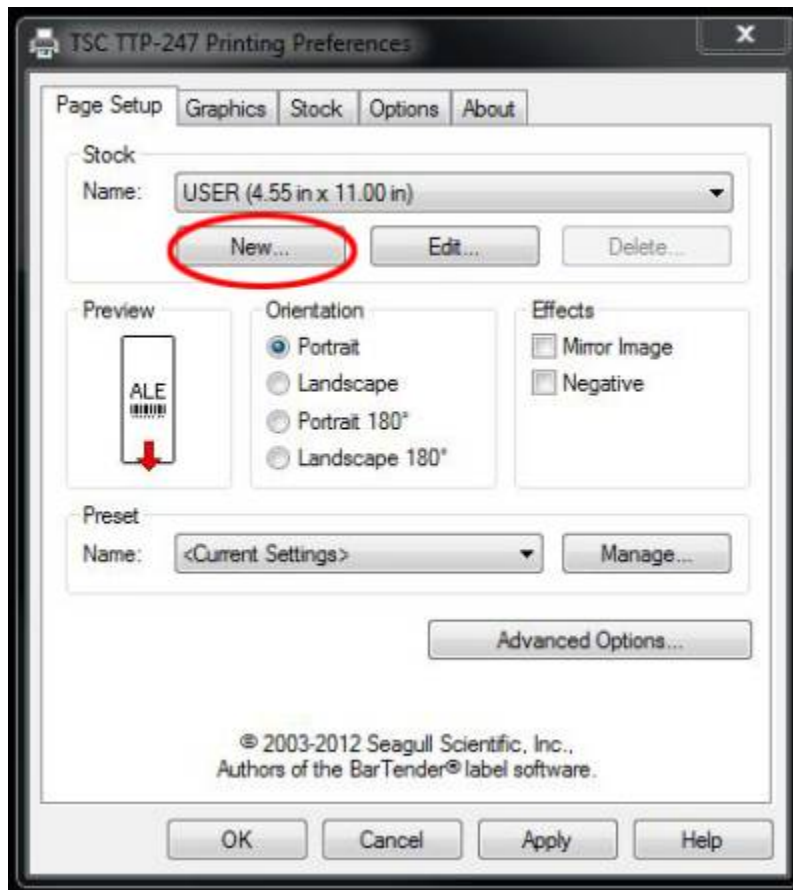 TSC TTP-247 Printing Preferences
Page Setup Graphics Stock Options About
Stock
Name: USER (4.55 in x 11.00 in)
New... Edit... Delete...
Preview Orientation Effects
Portrait Mirror Image
ALE Landscape Negative
Portrait 180°
Landscape 180°
Preset
Name: <Current Settings> Manage...
Advanced Options...
© 2003-2012 Seagull Scientific, Inc.,
Authors of the BarTender® label software.
OK Cancel Apply Help